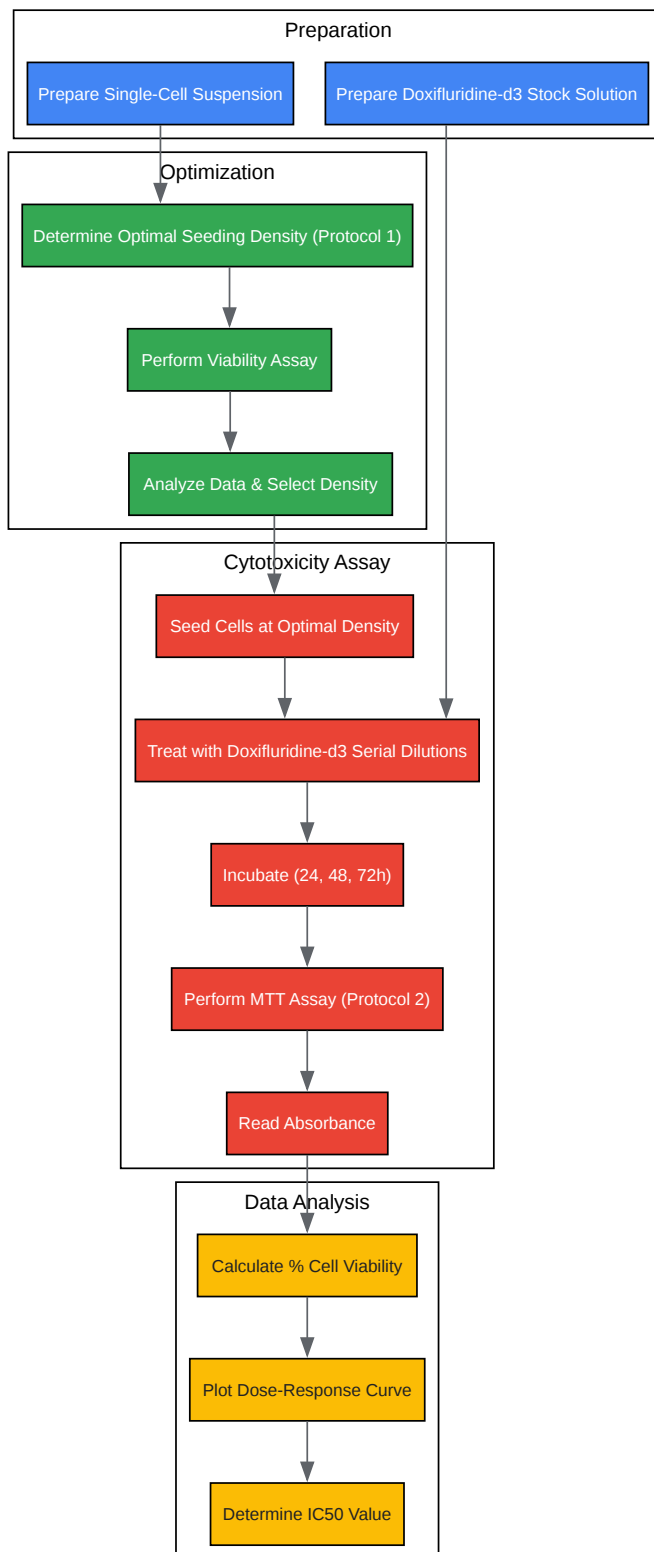 Preparation
Prepare Single-Cell Suspension
Prepare Doxifluridine-d3 Stock Solution
Optimization
Determine Optimal Seeding Density (Protocol 1)
Perform Viability Assay
Analyze Data & Select Density
Cytotoxicity Assay
Seed Cells at Optimal Density
Treat with Doxifluridine-d3 Serial Dilutions
Incubate (24, 48, 72h)
Perform MTT Assay (Protocol 2)
Read Absorbance
Data Analysis
Calculate % Cell Viability
Plot Dose-Response Curve
Determine IC50 Value